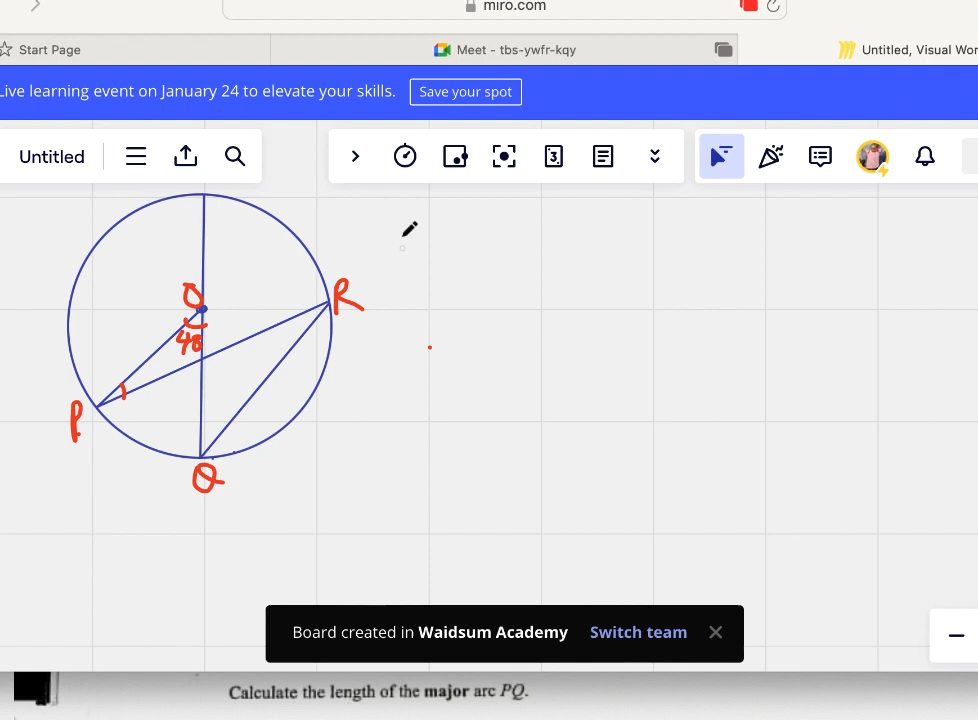 miro.com
Start Page
Meet - tbs-ywfr-kqy
Untitled, Visual Wor
Live learning event on January 24 to elevate your skills.
Save your spot
Untitled
3
O
R
48
P
Q
Board created in Waidsum Academy Switch team
Calculate the length of the major arc PQ.